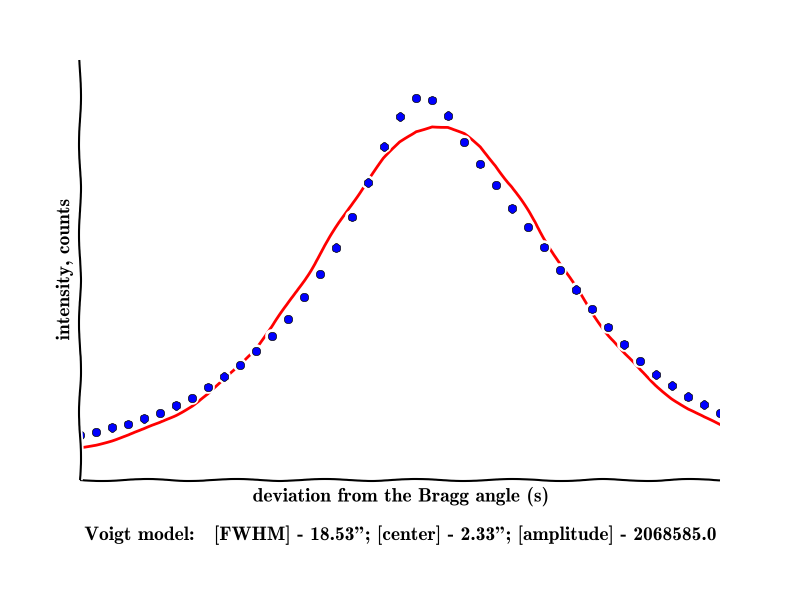 intensity, counts
deviation from the Bragg angle (s)
Voigt model: [FWHM] - 18.53”; [center] - 2.33”; [amplitude] - 2068585.0